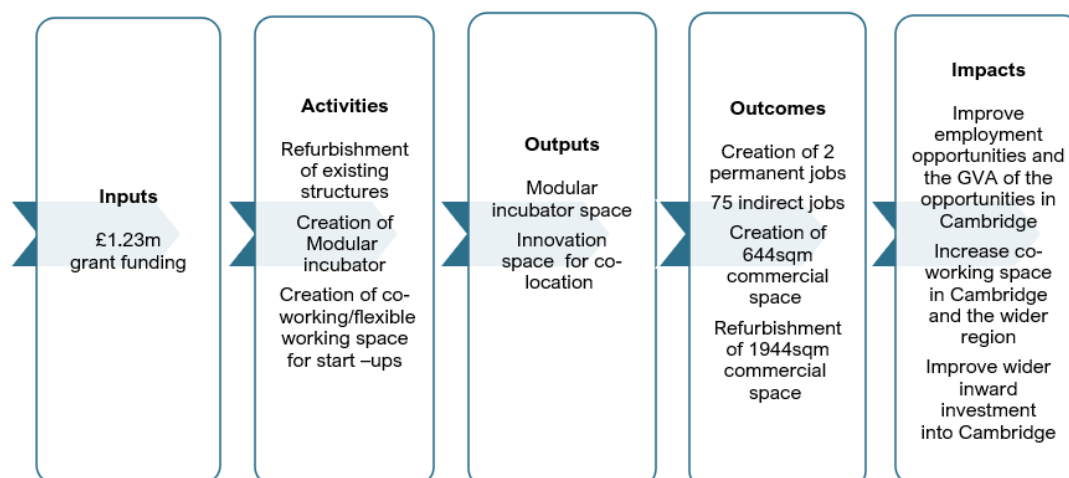 Inputs
£1.23m
grant funding
Activities
Refurbishment
of existing
structures
Creation of
Modular
incubator
Creation of co-
working/flexible
working space
for start –ups
Outputs
Modular
incubator space
Innovation
space for co-
location
Outcomes
Creation of 2
permanent jobs
75 indirect jobs
Creation of
644sqm
commercial
space
Refurbishment
of 1944sqm
commercial
space
Impacts
Improve
employment
opportunities and
the GVA of the
opportunities in
Cambridge
Increase co-
working space
in Cambridge
and the wider
region
Improve wider
inward
investment
into Cambridge